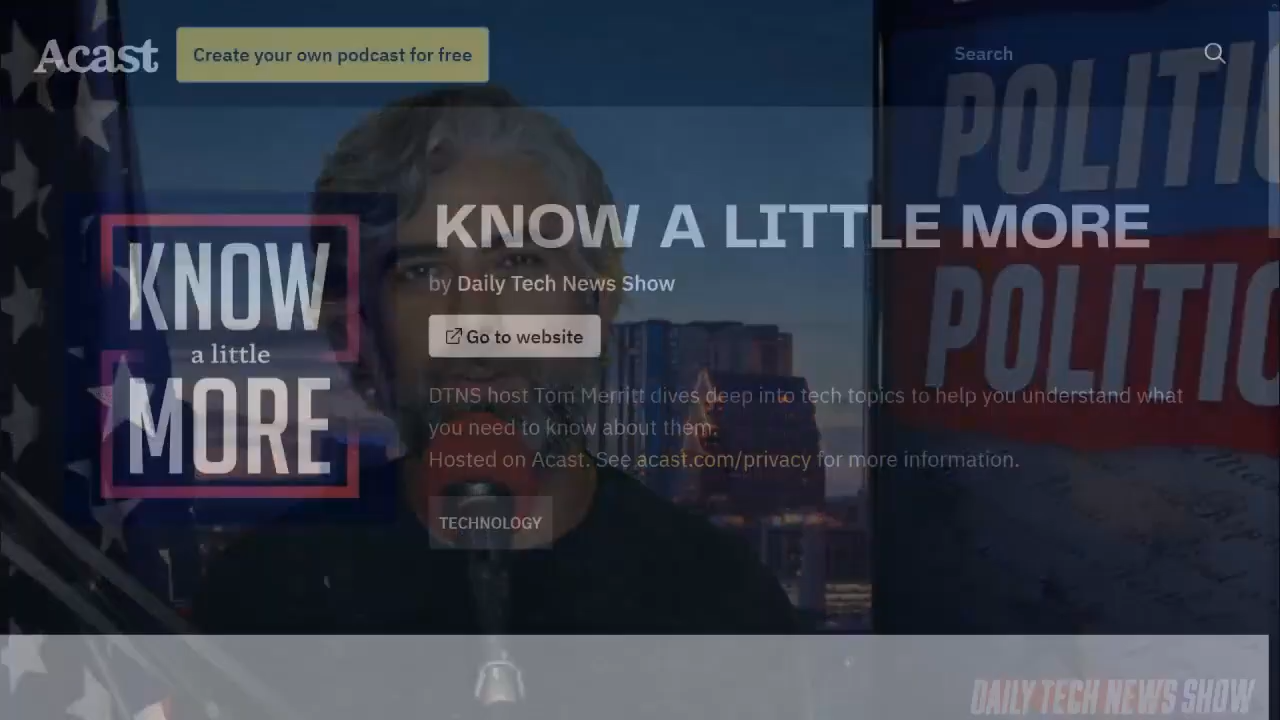 Acast
Create your own podcast for free
Search
POLITI
POLITI
KNOW
a little
MORE
KNOW A LITTLE MORE
by Daily Tech News Show
Go to website
DTNS host Tom Merritt dives deep into tech topics to help you understand what
you need to know about them.
Hosted on Acast. See acast.com/privacy for more information.
TECHNOLOGY
DAILY TECH NEWS SHOW